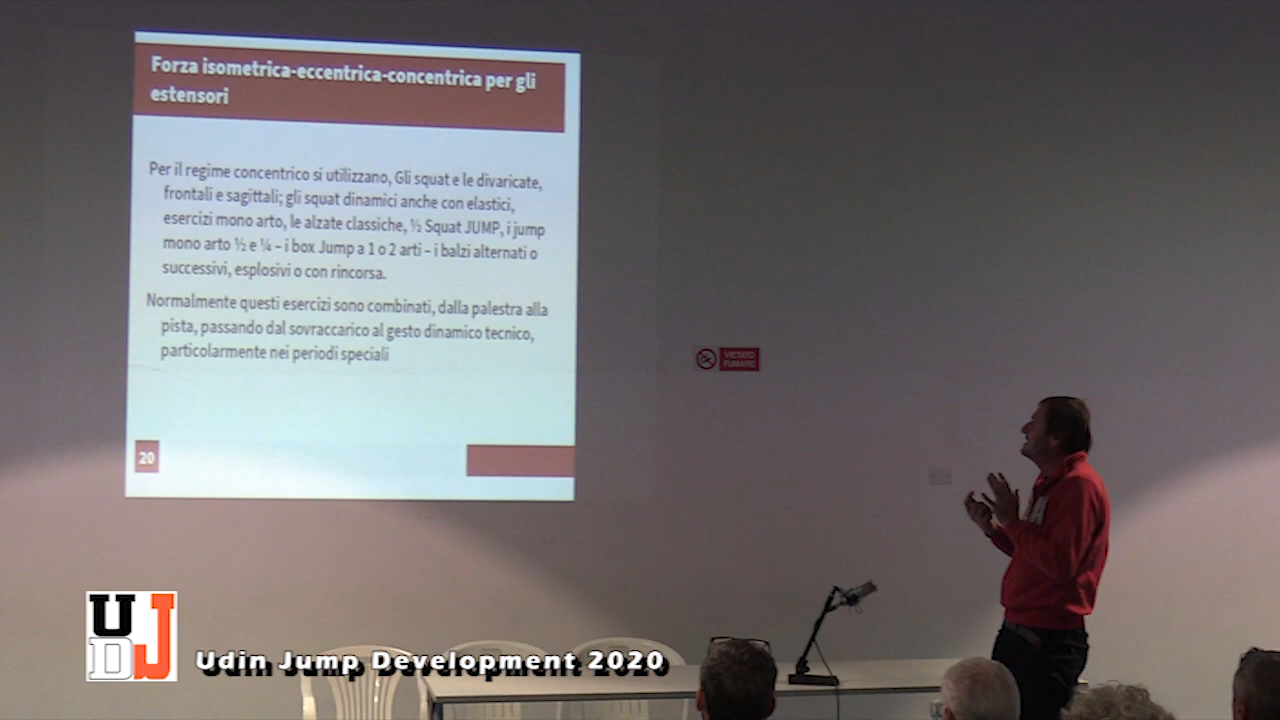 Forza isometrica-eccentrica-concentrica per gli
estensori
Per il regime concentrico si utilizzano, Gli squat e le divaricate,
frontali e sagittali; gli squat dinamici anche con elastici,
esercizi mono arto, le alzate classiche, ½ Squat JUMP, i jump
mono arto ½ e ¼ – i box Jump a 1 o 2 arti – i balzi alternati o
successivi, esplosivi o con rincorsa.
Normalmente questi esercizi sono combinati, dalla palestra alla
pista, passando dal sovraccarico al gesto dinamico tecnico,
particolarmente nei periodi speciali
20
VIETATO
FUMARE
A
UDJ
Udin Jump Development 2020